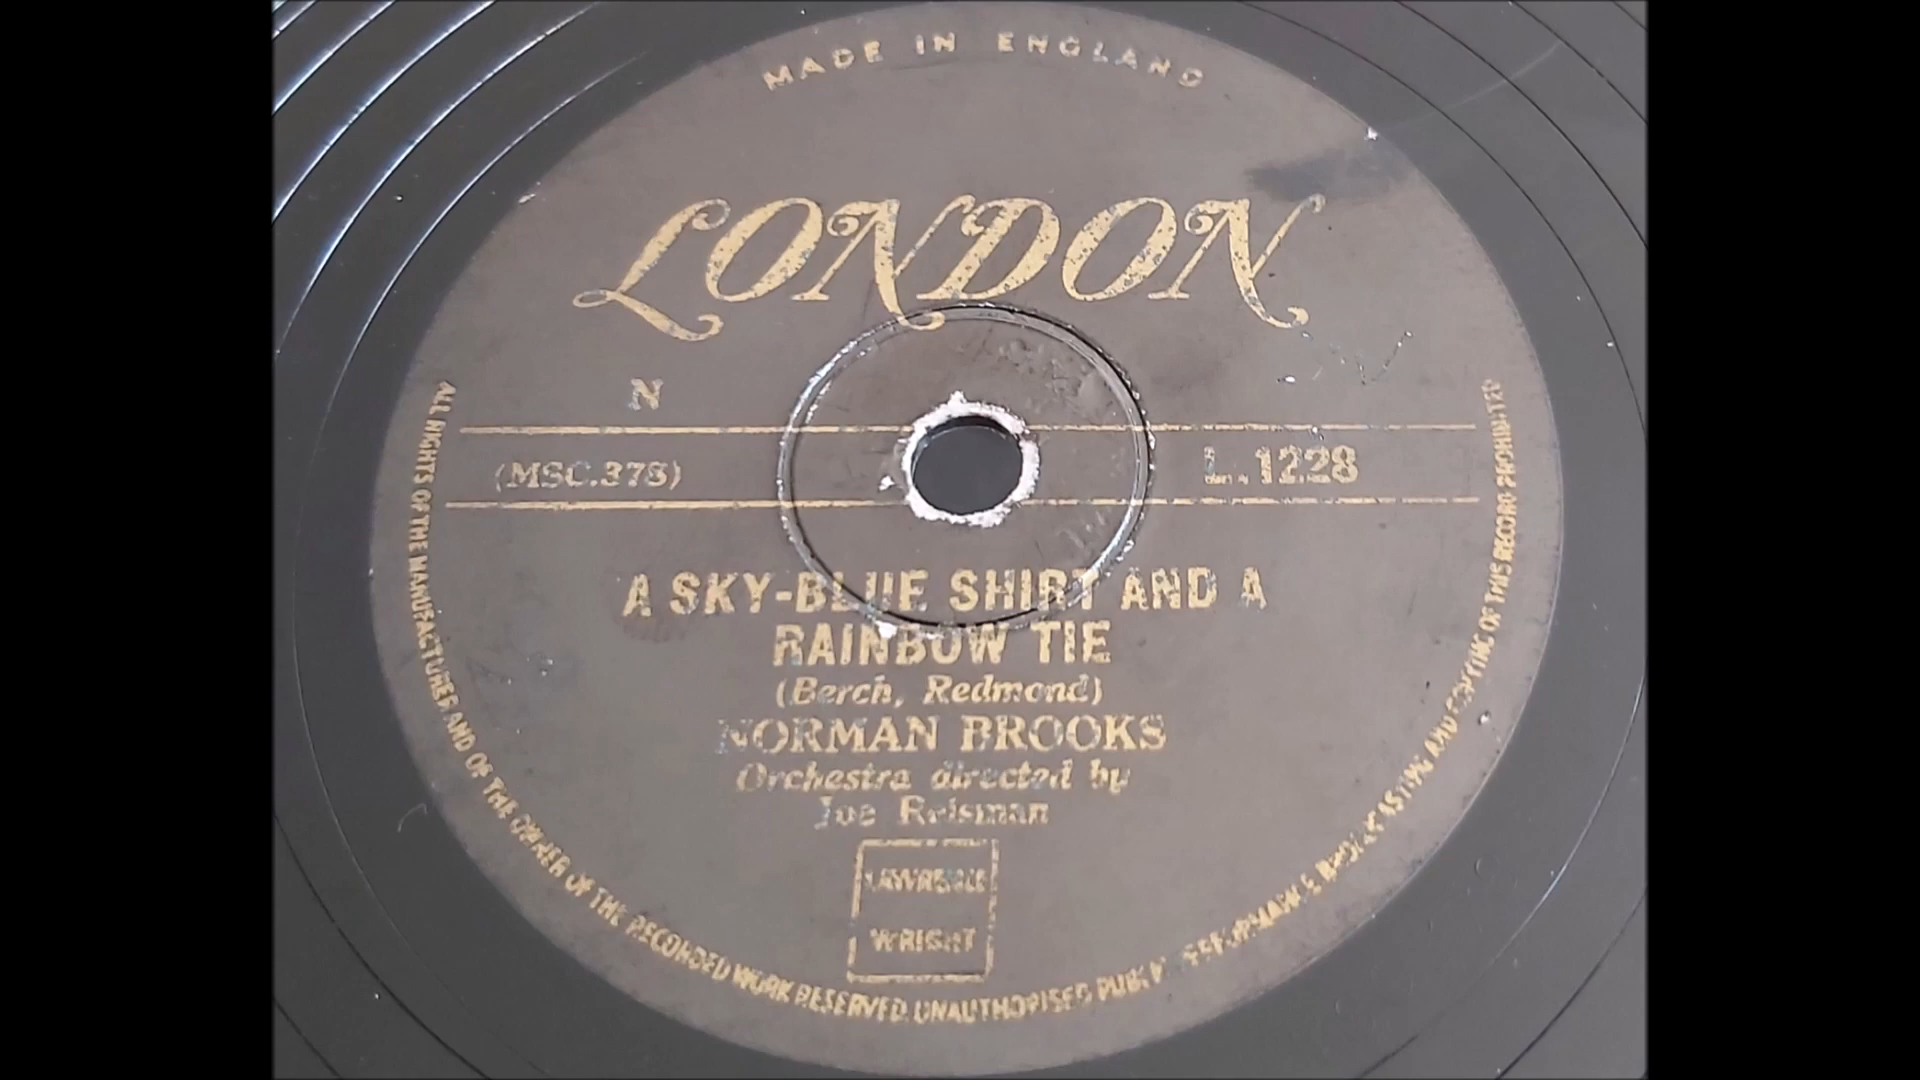 MADE IN ENGLAND
LONDON
N
(MSC.378)
L.1228
A SKY-BLUE SHIRT AND A
RAINBOW TIE
(Berch, Redmond)
NORMAN BROOKS
Orchestra directed by
Joe Reisman
LAWRENCE
WRIGHT
ALL RIGHTS OF THE MANUFACTURER AND OF THE OWNER OF THE RECORDED WORK RESERVED. UNAUTHORISED PUBLIC PERFORMANCE BROADCASTING AND COPYING OF THIS RECORD PROHIBITED